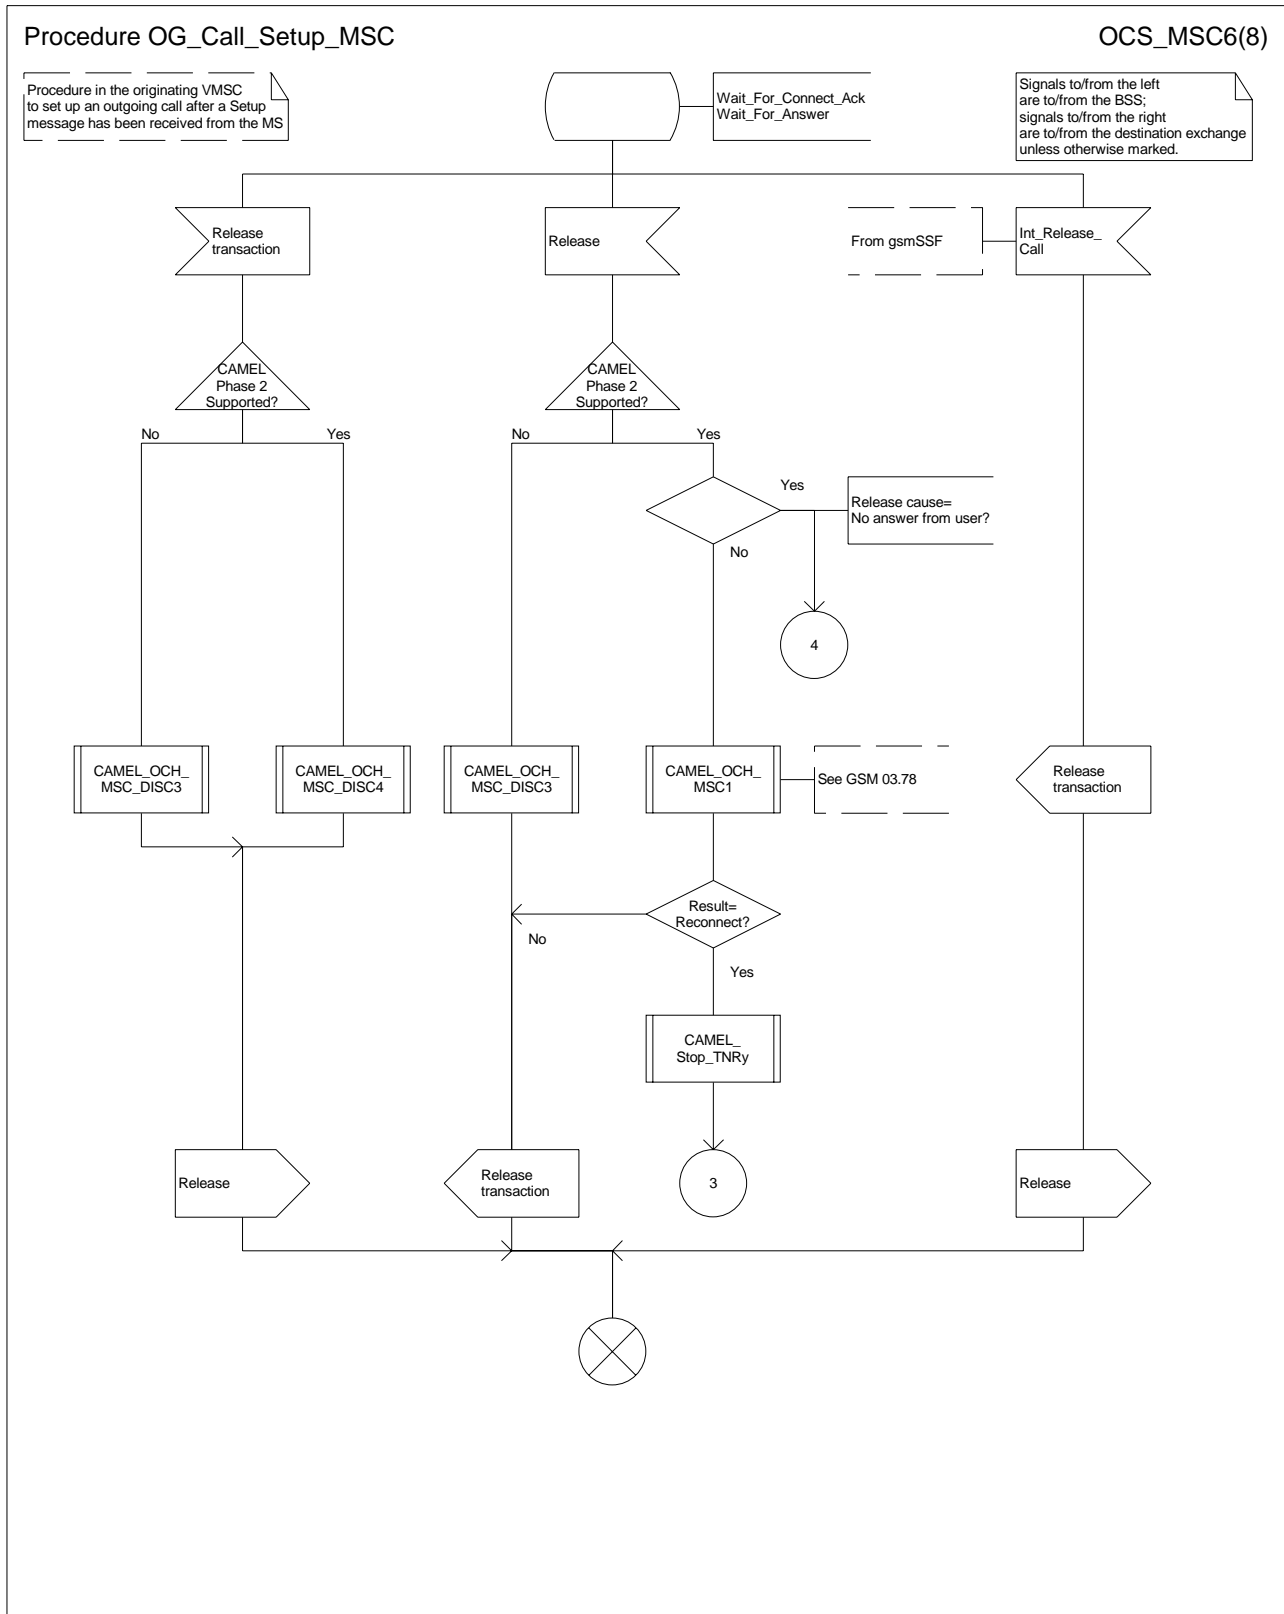 Procedure OG_Call_Setup_MSC
OCS_MSC6(8)
Procedure in the originating VMSC
to set up an outgoing call after a Setup
message has been received from the MS
Wait_For_Connect_Ack
Wait_For_Answer
Signals to/from the left
are to/from the BSS;
signals to/from the right
are to/from the destination exchange
unless otherwise marked.
Release
transaction
Release
From gsmSSF
Int_Release_
Call
CAMEL
Phase 2
Supported?
CAMEL
Phase 2
Supported?
No
Yes
No
Yes
Yes
Release cause=
No answer from user?
No
4
CAMEL_OCH_
MSC_DISC3
CAMEL_OCH_
MSC_DISC4
CAMEL_OCH_
MSC_DISC3
CAMEL_OCH_
MSC1
See GSM 03.78
Release
transaction
Result=
Reconnect?
No
Yes
CAMEL_
Stop_TNRy
Release
Release
transaction
3
Release